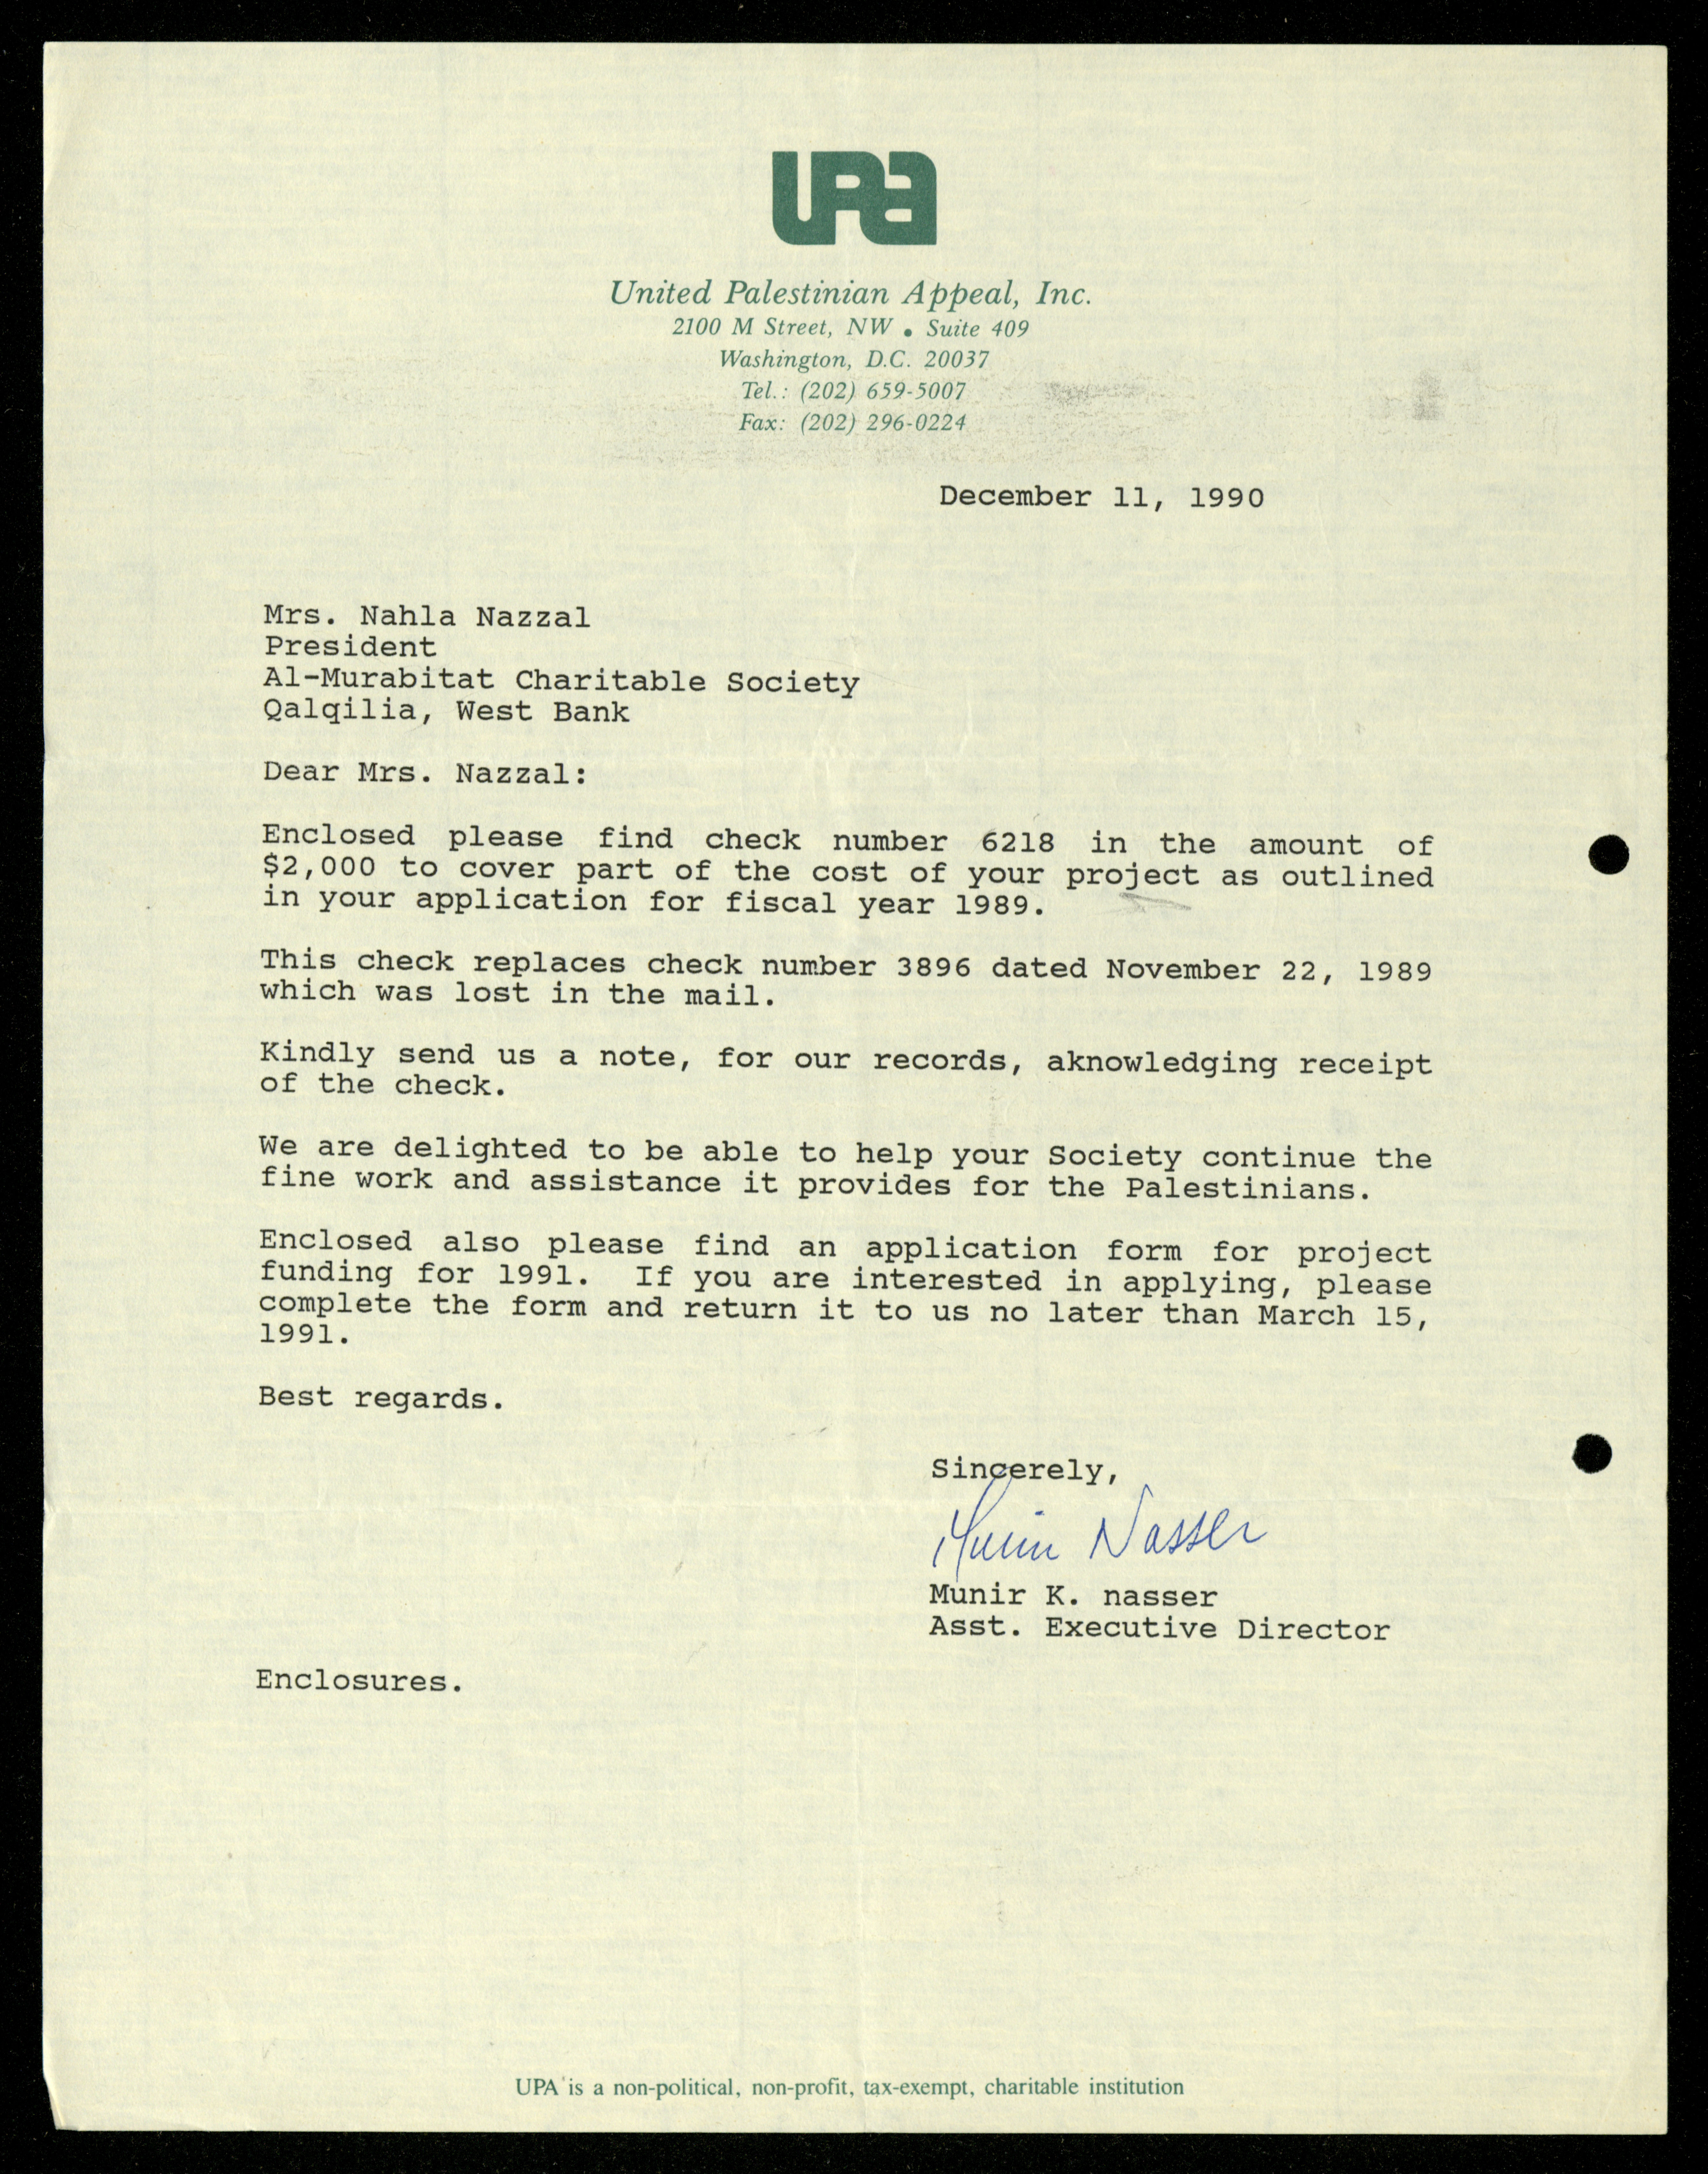 UPA
United Palestinian Appeal, Inc.
2100 M Street, NW • Suite 409
Washington, D.C. 20037
Tel.: (202) 659-5007
Fax: (202) 296-0224
December 11, 1990
Mrs. Nahla Nazzal
President
Al-Murabitat Charitable Society
Qalqilia, West Bank
Dear Mrs. Nazzal:
Enclosed please find check number 6218 in the amount of
$2,000 to cover part of the cost of your project as outlined
in your application for fiscal year 1989.
This check replaces check number 3896 dated November 22, 1989
which was lost in the mail.
Kindly send us a note, for our records, aknowledging receipt
of the check.
We are delighted to be able to help your Society continue the
fine work and assistance it provides for the Palestinians.
Enclosed also please find an application form for project
funding for 1991. If you are interested in applying, please
complete the form and return it to us no later than March 15,
1991.
Best regards.
Sincerely,
Munir Nasser
Munir K. nasser
Asst. Executive Director
Enclosures.
UPA is a non-political, non-profit, tax-exempt, charitable institution